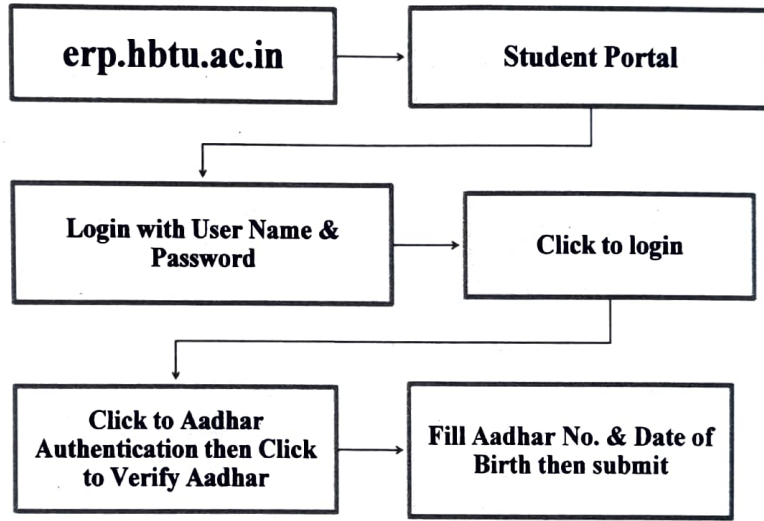 erp.hbtu.ac.in
Student Portal
Login with User Name &
Password
Click to login
Click to Aadhar
Authentication then Click
to Verify Aadhar
Fill Aadhar No. & Date of
Birth then submit